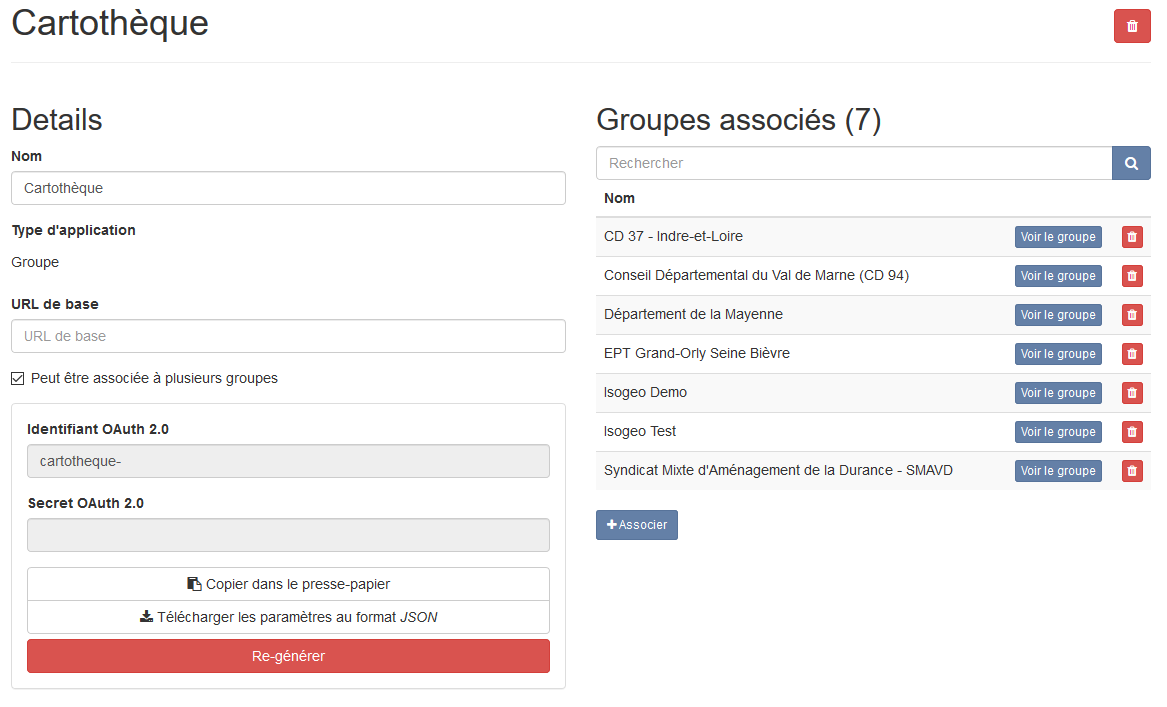 Cartothèque
Details
Nom
Cartothèque
Type d'application
Groupe
URL de base
URL de base
Peut être associée à plusieurs groupes
Identifiant OAuth 2.0
cartotheque-
Secret OAuth 2.0
Copier dans le presse-papier
Télécharger les paramètres au format JSON
Re-générer
Groupes associés (7)
Rechercher
Nom
CD 37 - Indre-et-Loire Voir le groupe
Conseil Départemental du Val de Marne (CD 94) Voir le groupe
Département de la Mayenne Voir le groupe
EPT Grand-Orly Seine Bièvre Voir le groupe
Isogeo Demo Voir le groupe
Isogeo Test Voir le groupe
Syndicat Mixte d'Aménagement de la Durance - SMAVD Voir le groupe
Associer